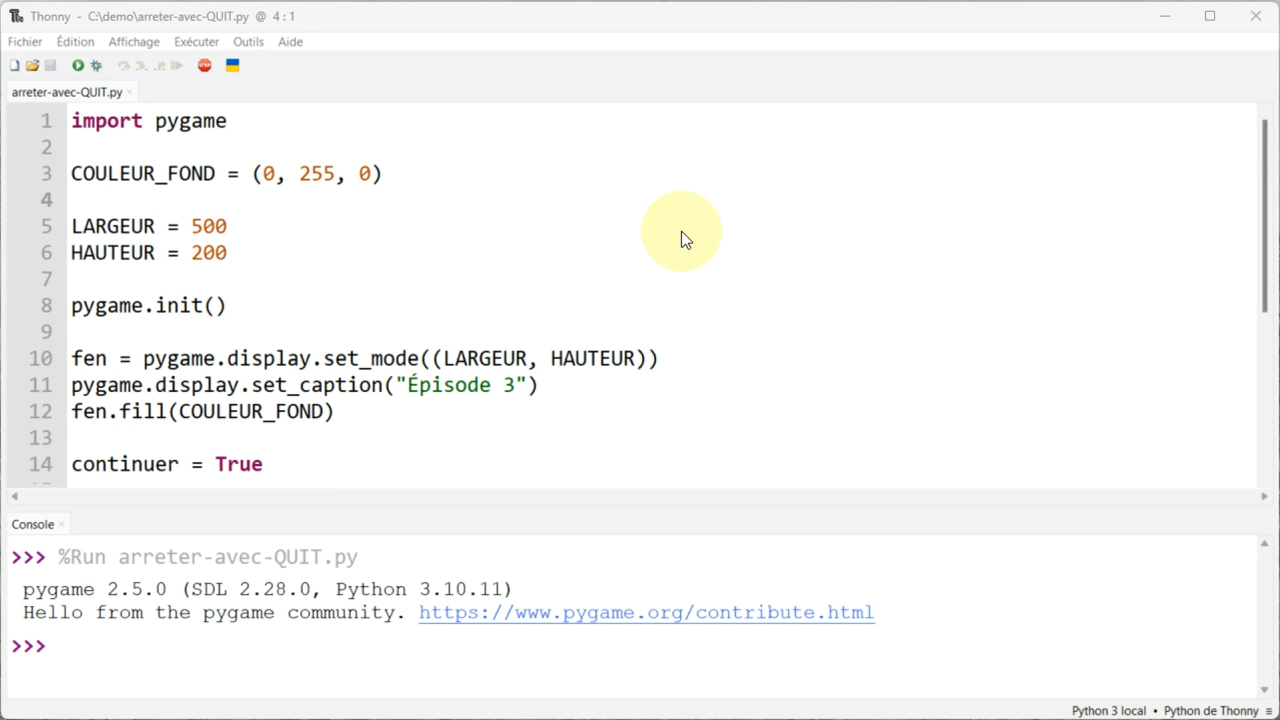 Thonny - C:\demo\arreter-avec-QUIT.py @ 4 : 1
Fichier Édition Affichage Exécuter Outils Aide
arreter-avec-QUIT.py ×
1 import pygame
2
3 COULEUR_FOND = (0, 255, 0)
4
5 LARGEUR = 500
6 HAUTEUR = 200
7
8 pygame.init()
9
10 fen = pygame.display.set_mode((LARGEUR, HAUTEUR))
11 pygame.display.set_caption("Épisode 3")
12 fen.fill(COULEUR_FOND)
13
14 continuer = True
Console ×
>>> %Run arreter-avec-QUIT.py
pygame 2.5.0 (SDL 2.28.0, Python 3.10.11)
Hello from the pygame community. https://www.pygame.org/contribute.html
>>>
Python 3 local • Python de Thonny ≡